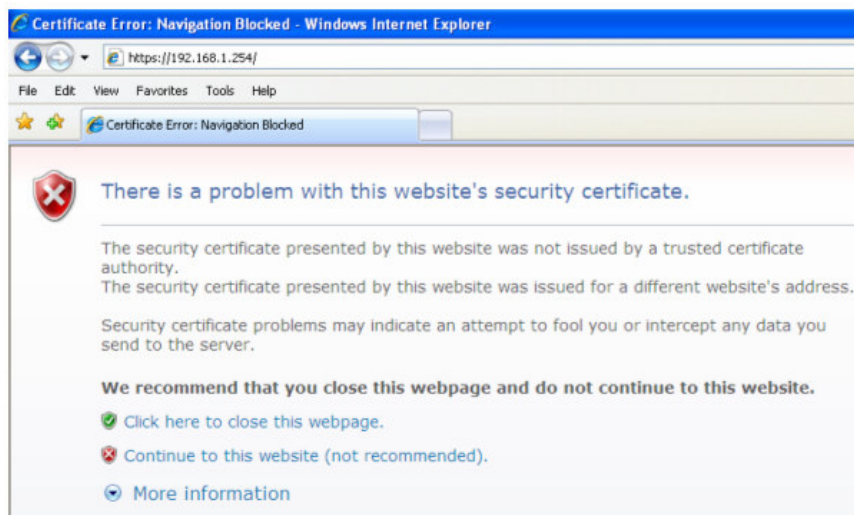 Certificate Error: Navigation Blocked - Windows Internet Explorer
https://192.168.1.254/
File Edit View Favorites Tools Help
Certificate Error: Navigation Blocked
There is a problem with this website's security certificate.
The security certificate presented by this website was not issued by a trusted certificate
authority.
The security certificate presented by this website was issued for a different website's address.
Security certificate problems may indicate an attempt to fool you or intercept any data you
send to the server.
We recommend that you close this webpage and do not continue to this website.
Click here to close this webpage.
Continue to this website (not recommended).
More information